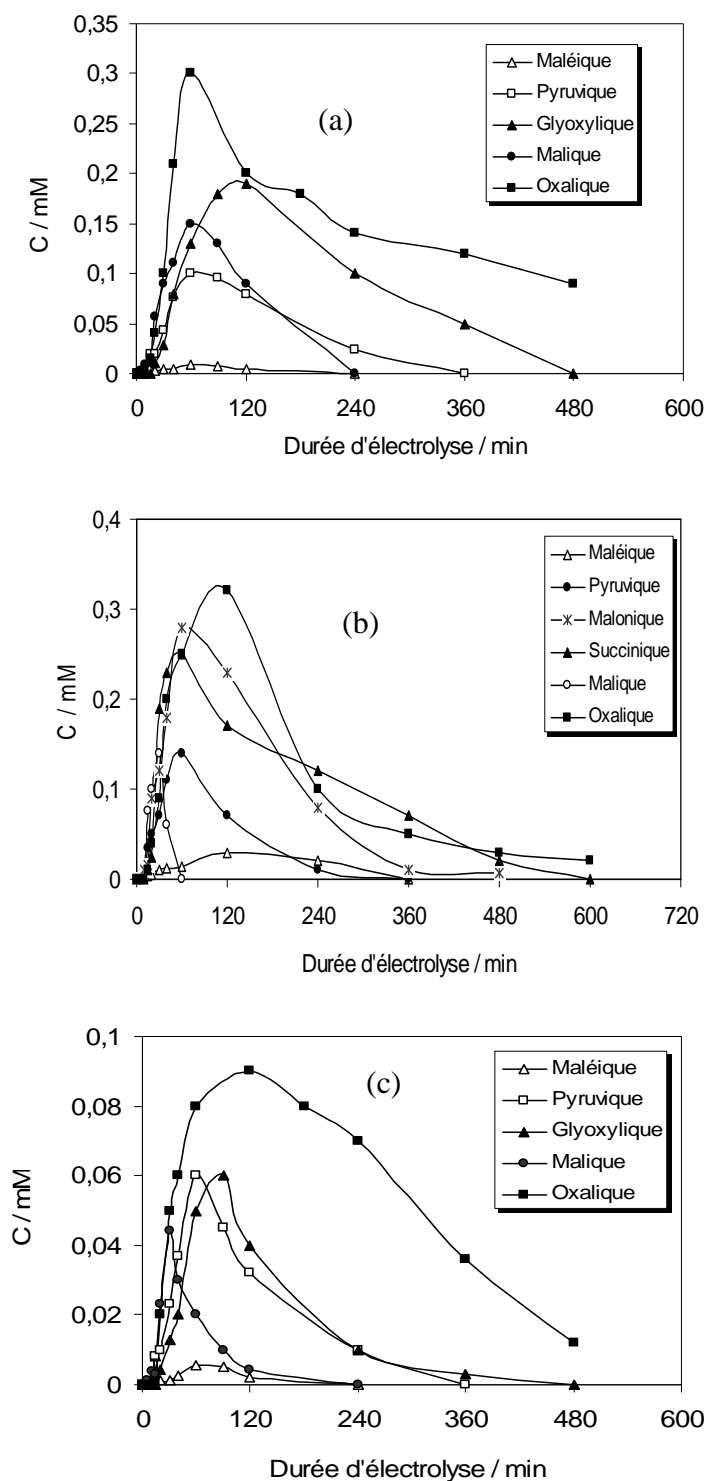 0,35
0,3
0,25
0,2
0,15
0,1
0,05
0
C / mM
(a)
Maléique
Pyruvique
Glyoxylique
Malique
Oxalique
0 120 240 360 480 600
Durée d'électrolyse / min
0,4
0,3
0,2
0,1
0
C / mM
(b)
Maléique
Pyruvique
Malonique
Succinique
Malique
Oxalique
0 120 240 360 480 600 720
Durée d'électrolyse / min
0,1
0.08
0.06
0.04
0.02
0
C / mM
(c)
Maléique
Pyruvique
Glyoxylique
Malique
Oxalique
0 120 240 360 480 600
Durée d'électrolyse / min